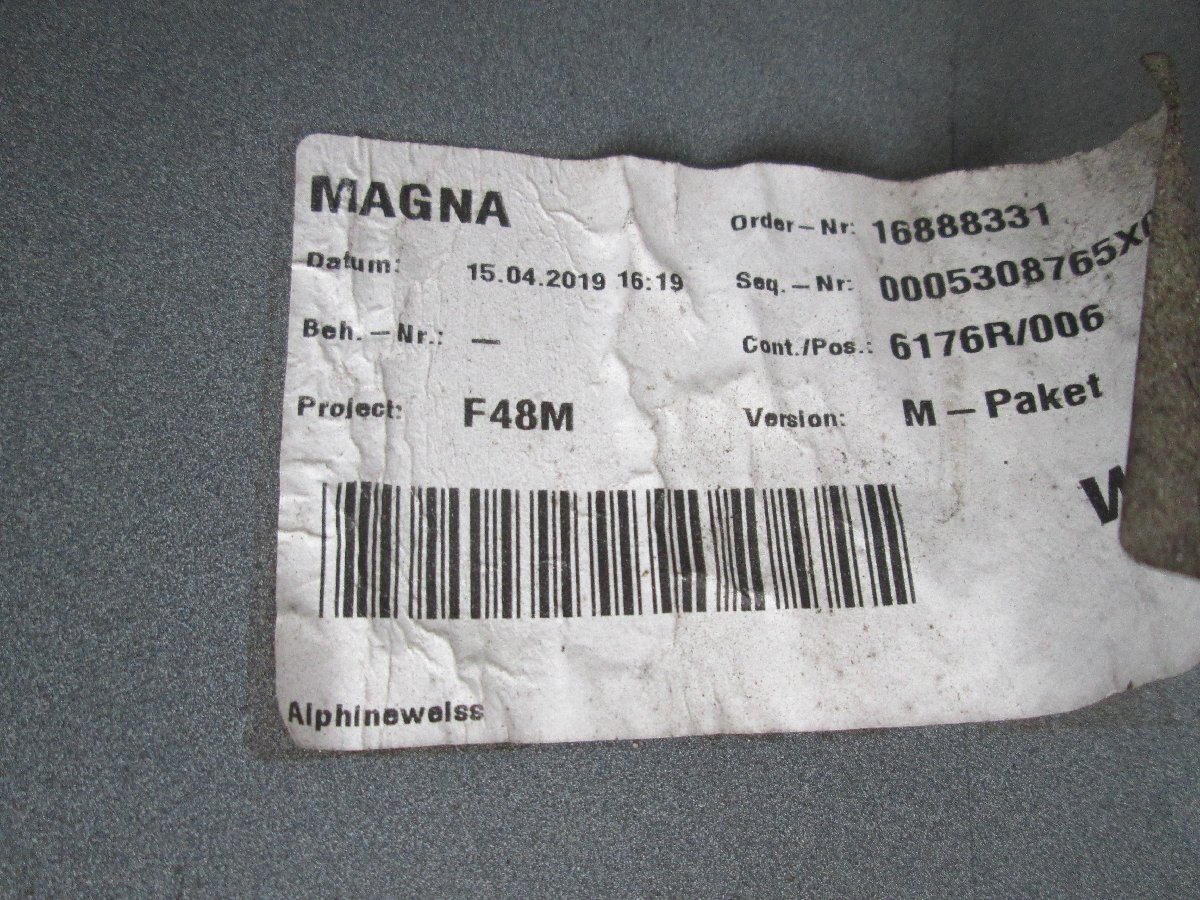 MAGNA
Order-Nr: 16888331
Datum: 15.04.2019 16:19
Seq.-Nr: 0005308765X
Beh.-Nr.: -
Cont./Pos.: 6176R/006
Project: F48M
Version: M-Paket
Alphineweiss